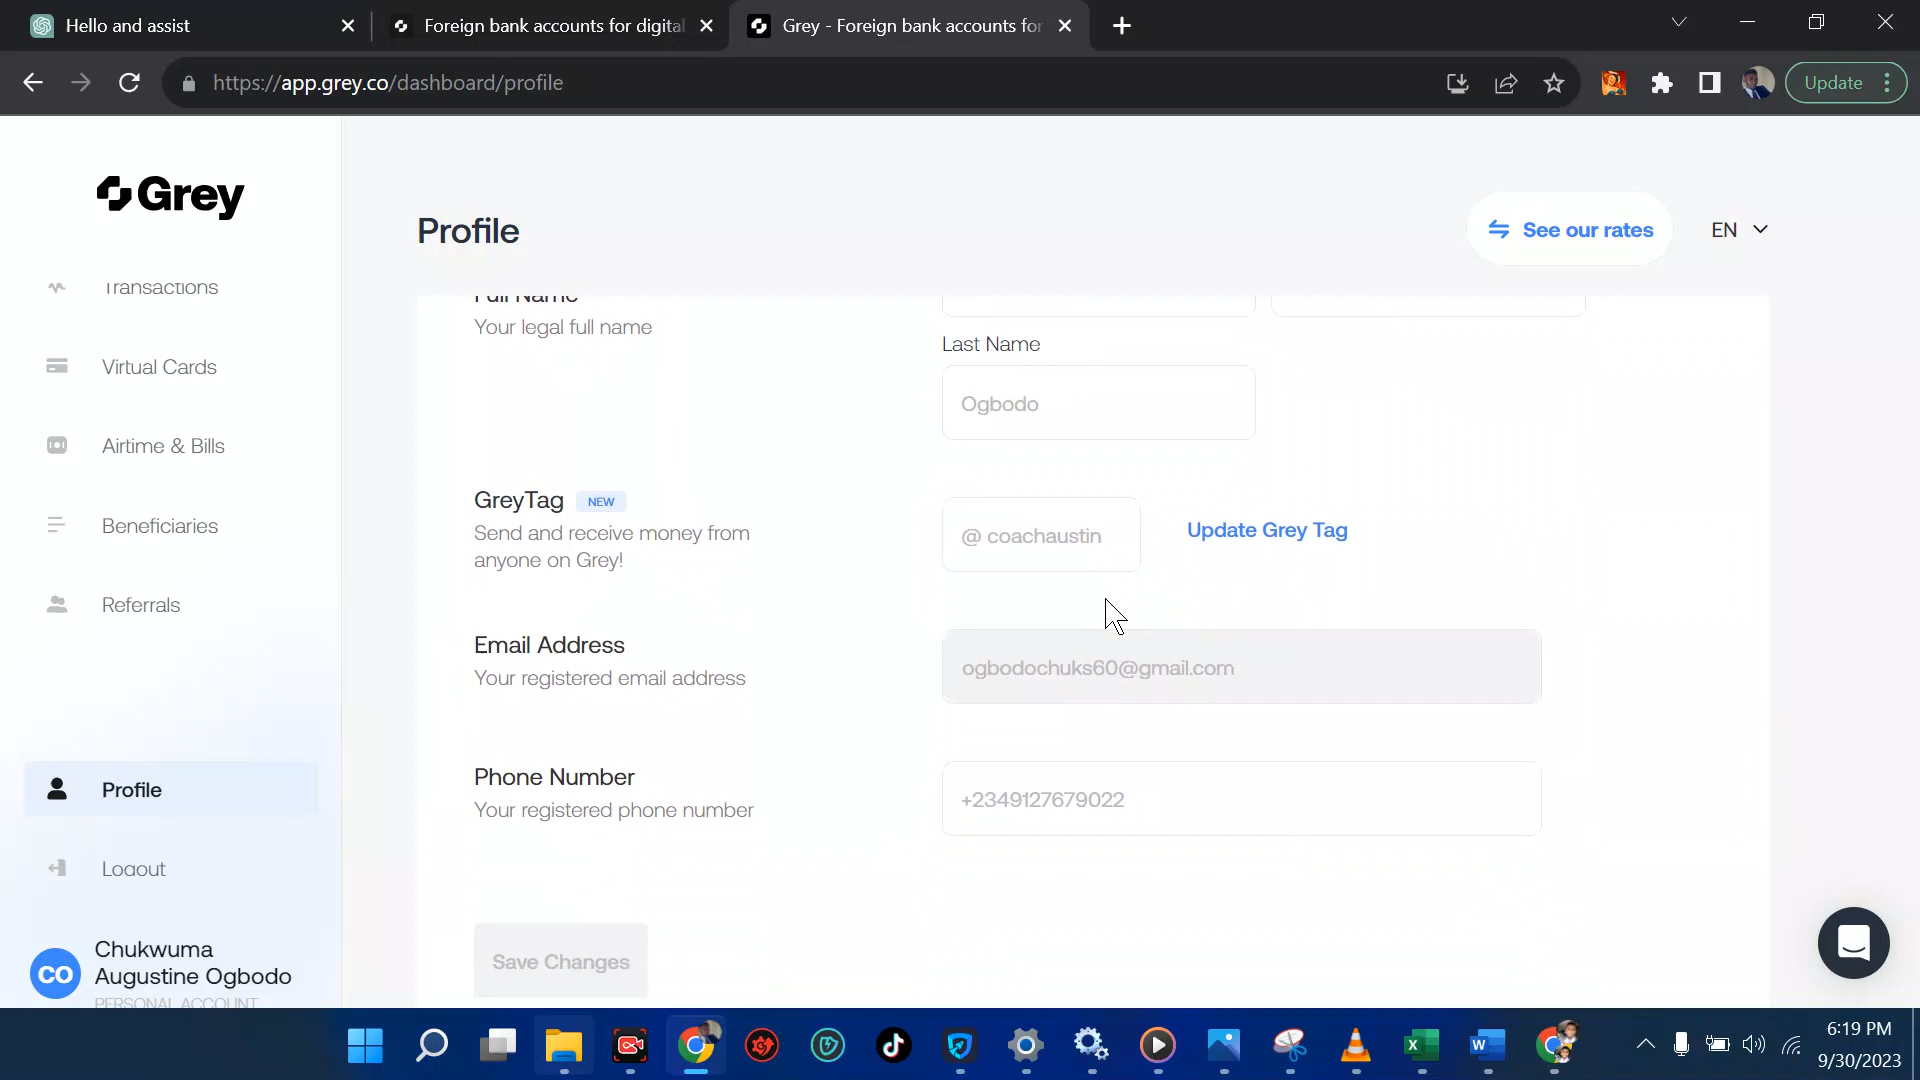 Hello and assist
Foreign bank accounts for digital
Grey - Foreign bank accounts for
https://app.grey.co/dashboard/profile
Update
Grey
Profile
See our rates
EN
Transactions
Virtual Cards
Airtime & Bills
Beneficiaries
Referrals
Profile
Logout
CO
Chukwuma
Augustine Ogbodo
PERSONAL ACCOUNT
Full Name
Your legal full name
Last Name
Ogbodo
GreyTag NEW
Send and receive money from
anyone on Grey!
@ coachaustin
Update Grey Tag
Email Address
Your registered email address
ogbodochuks60@gmail.com
Phone Number
Your registered phone number
+2349127679022
Save Changes
6:19 PM
9/30/2023